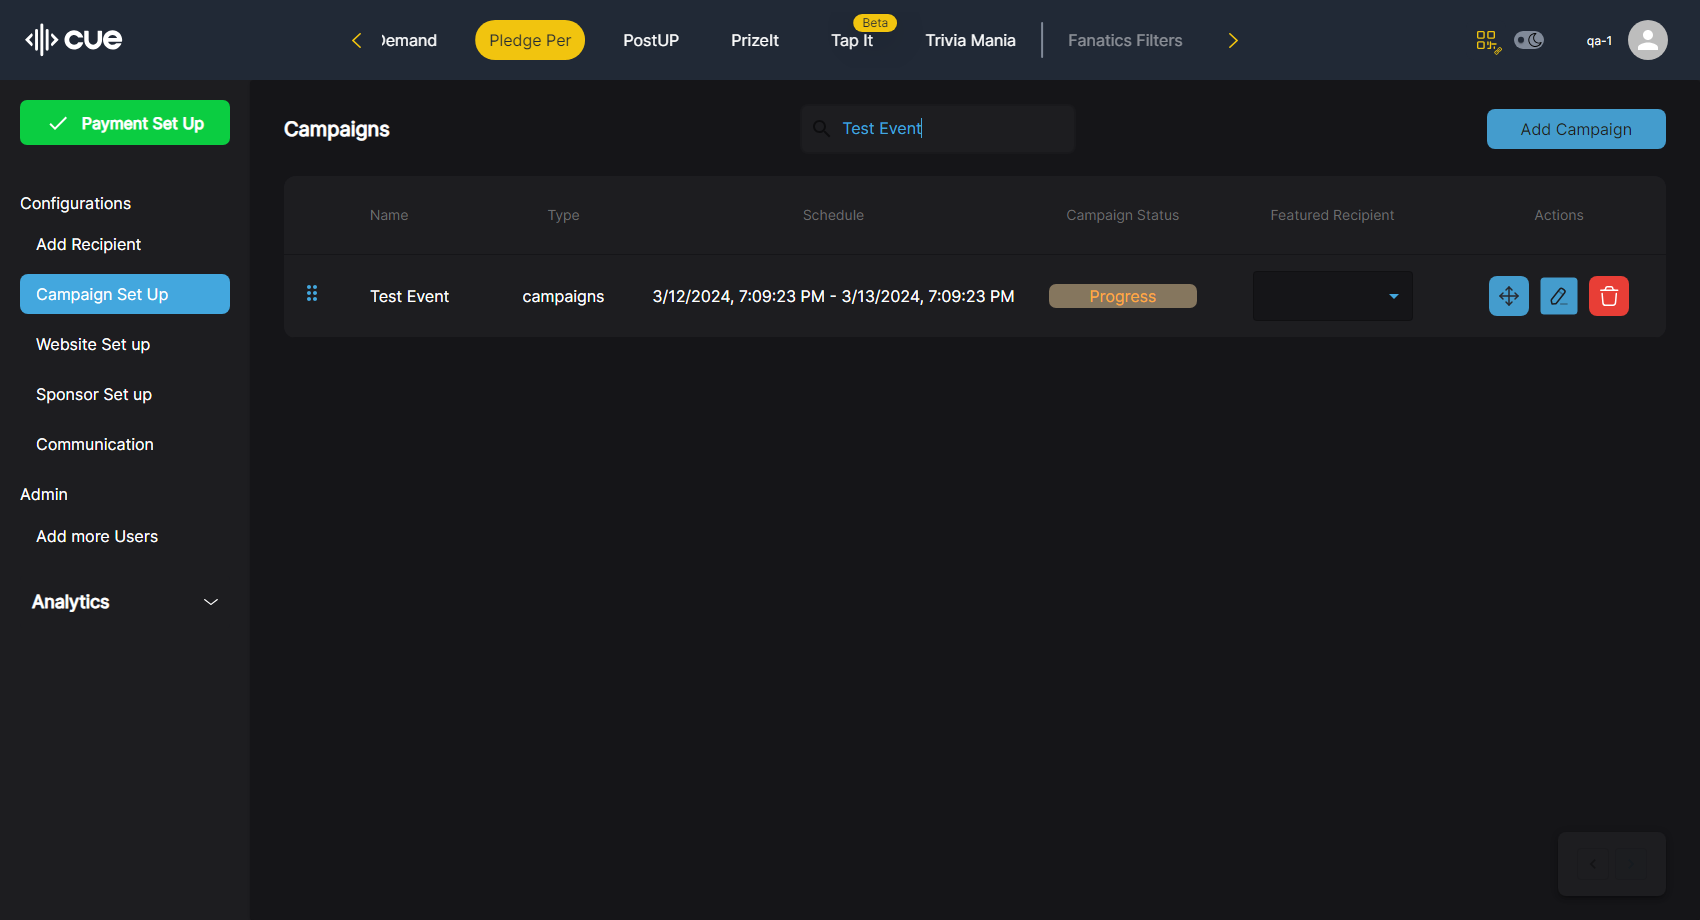 cue
Demand
Pledge Per
PostUP
PrizeIt
Beta
Tap It
Trivia Mania
Fanatics Filters
qa-1
Payment Set Up
Configurations
Add Recipient
Campaign Set Up
Website Set up
Sponsor Set up
Communication
Admin
Add more Users
Analytics
Campaigns
Test Event
Add Campaign
Name Type Schedule Campaign Status Featured Recipient Actions
Test Event campaigns 3/12/2024, 7:09:23 PM - 3/13/2024, 7:09:23 PM Progress